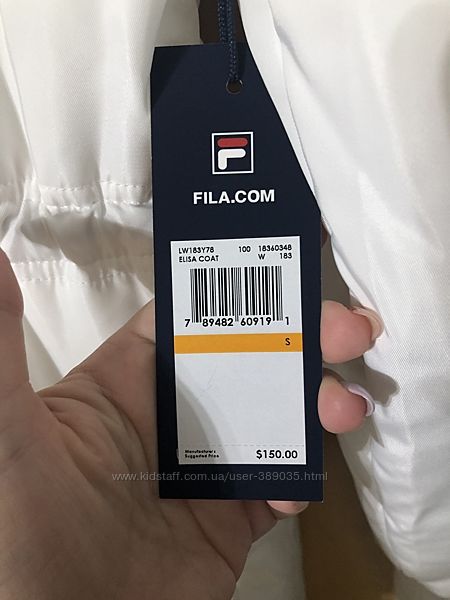 F
FILA.COM
LW183Y78 100 18360348
ELISA COAT W 183
7 89482 60919 1
S
Manufacturers
Suggested Price $150.00
www.kidstaff.com.ua/user-389035.html